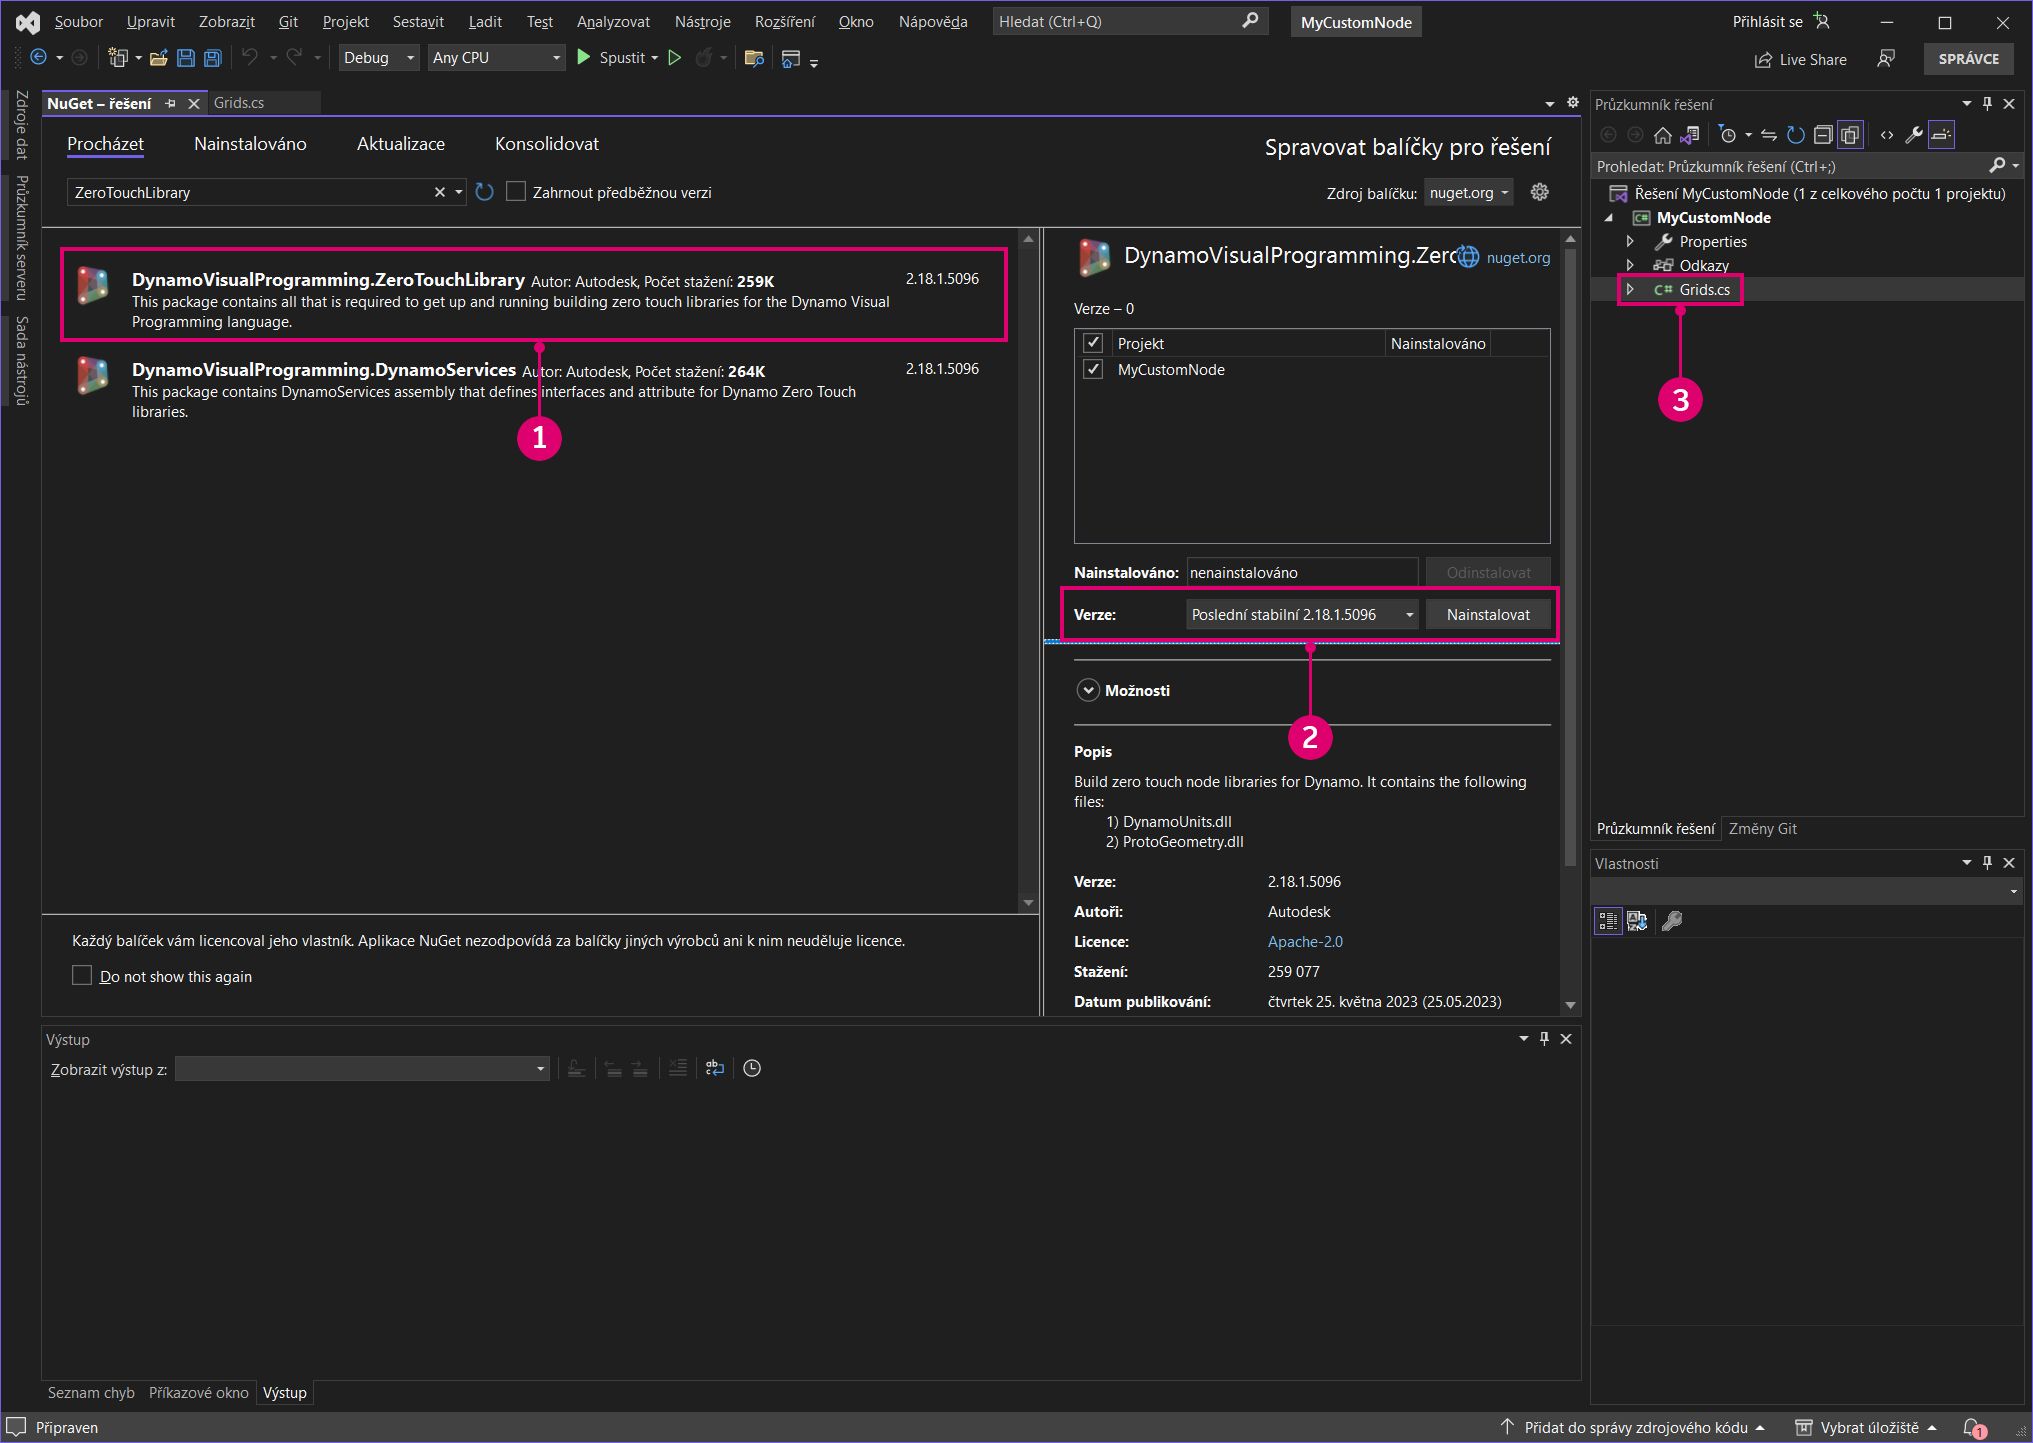 Soubor Upravit Zobrazit Git Projekt Sestavit Ladit Test Analyzovat Nástroje Rozšíření Okno Nápověda Hledat (Ctrl+Q) MyCustomNode Přihlásit se
Debug Any CPU Spustit Live Share SPRÁVCE
Zdroje dat
Průzkumník serveru
Sada nástrojů
NuGet – řešení Grids.cs
Procházet Nainstalováno Aktualizace Konsolidovat Spravovat balíčky pro řešení
ZeroTouchLibrary Zahrnout předběžnou verzi Zdroj balíčku: nuget.org
DynamoVisualProgramming.ZeroTouchLibrary Autor: Autodesk, Počet stažení: 259K 2.18.1.5096
This package contains all that is required to get up and running building zero touch libraries for the Dynamo Visual
Programming language.
DynamoVisualProgramming.DynamoServices Autor: Autodesk, Počet stažení: 264K 2.18.1.5096
This package contains DynamoServices assembly that defines interfaces and attribute for Dynamo Zero Touch
libraries.
1
Každý balíček vám licencoval jeho vlastník. Aplikace NuGet nezodpovídá za balíčky jiných výrobců ani k nim neuděluje licence.
Do not show this again
DynamoVisualProgramming.Zero nuget.org
Verze – 0
Projekt Nainstalováno
MyCustomNode
Nainstalováno: nenainstalováno Odinstalovat
Verze: Poslední stabilní 2.18.1.5096 Nainstalovat
2
Možnosti
Popis
Build zero touch node libraries for Dynamo. It contains the following
files:
1) DynamoUnits.dll
2) ProtoGeometry.dll
Verze: 2.18.1.5096
Autoři: Autodesk
Licence: Apache-2.0
Stažení: 259 077
Datum publikování: čtvrtek 25. května 2023 (25.05.2023)
Průzkumník řešení
Prohledat: Průzkumník řešení (Ctrl+;)
Řešení MyCustomNode (1 z celkového počtu 1 projektu)
C# MyCustomNode
Properties
Odkazy
C# Grids.cs
3
Průzkumník řešení Změny Git
Vlastnosti
Výstup
Zobrazit výstup z:
Seznam chyb Příkazové okno Výstup
Připraven Přidat do správy zdrojového kódu Vybrat úložiště 1